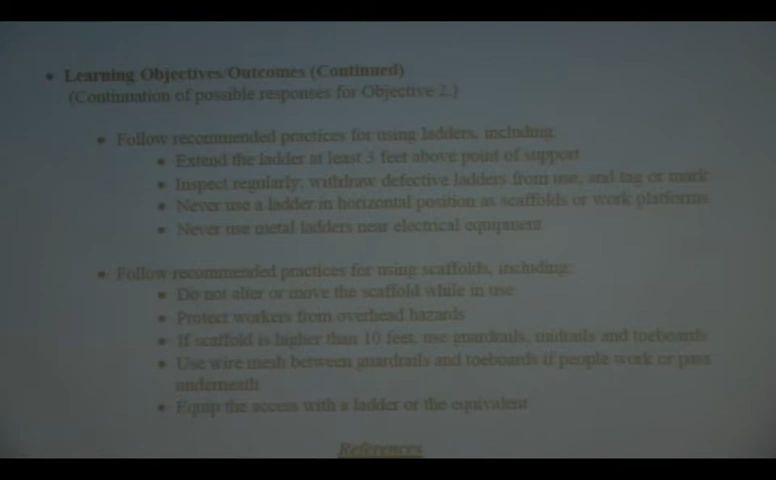 • Learning Objectives/Outcomes (Continued)
(Continuation of possible responses for Objective 2.)
• Follow recommended practices for using ladders, including:
• Extend the ladder at least 3 feet above point of support
• Inspect regularly, withdraw defective ladders from use, and tag or mark
• Never use a ladder in horizontal position as scaffolds or work platforms
• Never use metal ladders near electrical equipment
• Follow recommended practices for using scaffolds, including:
• Do not alter or move the scaffold while in use
• Protect workers from overhead hazards
• If scaffold is higher than 10 feet, use guardrails, midrails and toeboards
• Use wire mesh between guardrails and toeboards if people work or pass
underneath
• Equip the access with a ladder or the equivalent
References